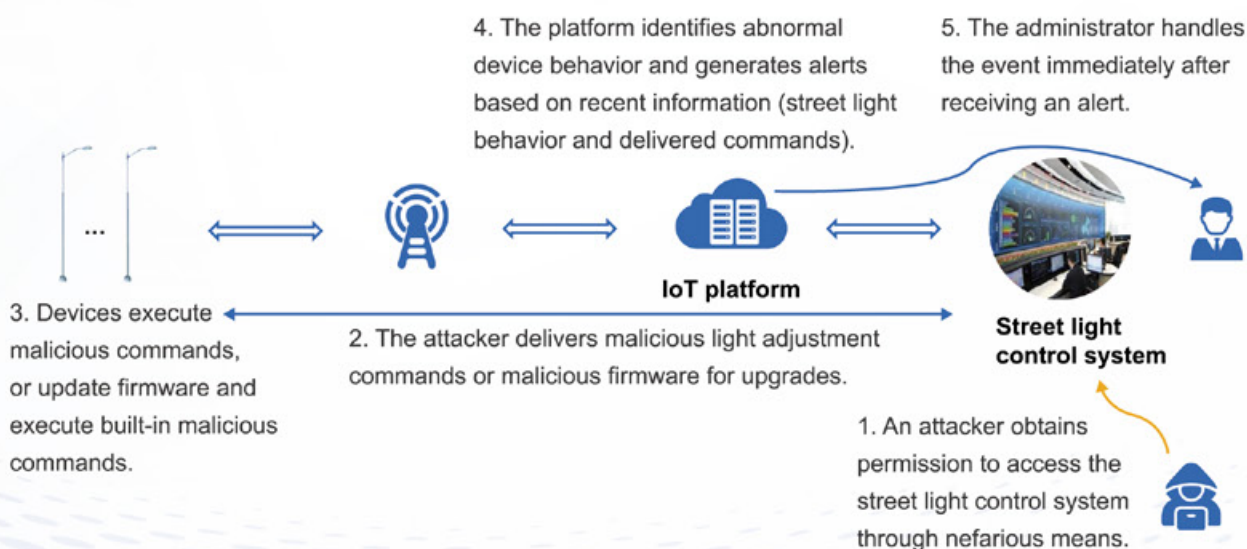 4. The platform identifies abnormal
device behavior and generates alerts
based on recent information (street light
behavior and delivered commands).
5. The administrator handles
the event immediately after
receiving an alert.
...
IoT platform
3. Devices execute
malicious commands,
or update firmware and
execute built-in malicious
commands.
2. The attacker delivers malicious light adjustment
commands or malicious firmware for upgrades.
Street light
control system
1. An attacker obtains
permission to access the
street light control system
through nefarious means.